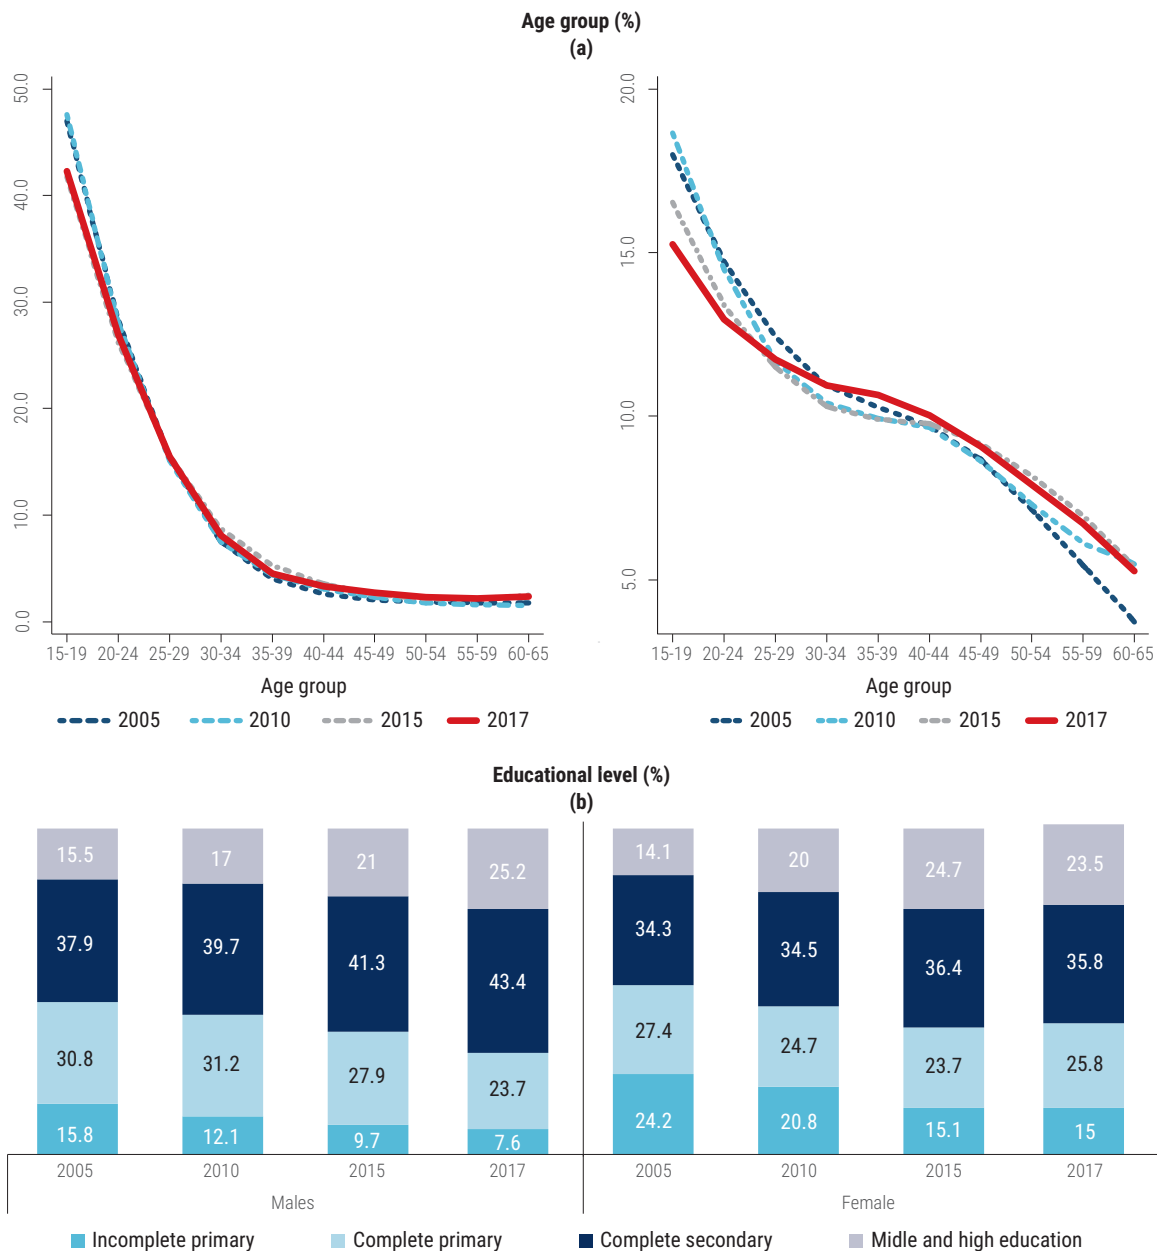 Age group (%)
(a)
50.0
40.0
30.0
20.0
10.0
0.0
15-19 20-24 25-29 30-34 35-39 40-44 45-49 50-54 55-59 60-65
Age group
2005 2010 2015 2017
20.0
15.0
10.0
5.0
15-19 20-24 25-29 30-34 35-39 40-44 45-49 50-54 55-59 60-65
Age group
2005 2010 2015 2017
Educational level (%)
(b)
15.5 17 21 25.2 14.1 20 24.7 23.5
37.9 39.7 41.3 43.4 34.3 34.5 36.4 35.8
30.8 31.2 27.9 23.7 27.4 24.7 23.7 25.8
15.8 12.1 9.7 7.6 24.2 20.8 15.1 15
2005 2010 2015 2017 2005 2010 2015 2017
Males Female
Incomplete primary Complete primary Complete secondary Midle and high education